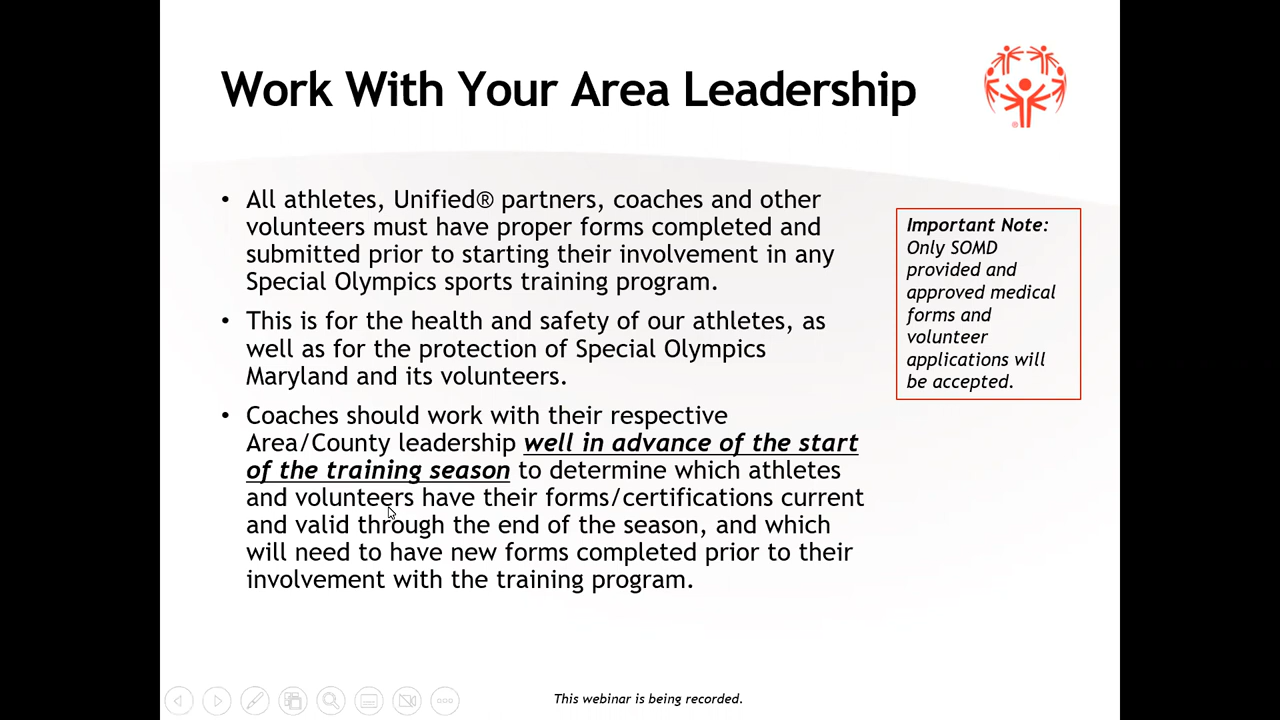 Work With Your Area Leadership
• All athletes, Unified® partners, coaches and other
volunteers must have proper forms completed and
submitted prior to starting their involvement in any
Special Olympics sports training program.
• This is for the health and safety of our athletes, as
well as for the protection of Special Olympics
Maryland and its volunteers.
• Coaches should work with their respective
Area/County leadership well in advance of the start
of the training season to determine which athletes
and volunteers have their forms/certifications current
and valid through the end of the season, and which
will need to have new forms completed prior to their
involvement with the training program.
Important Note:
Only SOMD
provided and
approved medical
forms and
volunteer
applications will
be accepted.
This webinar is being recorded.